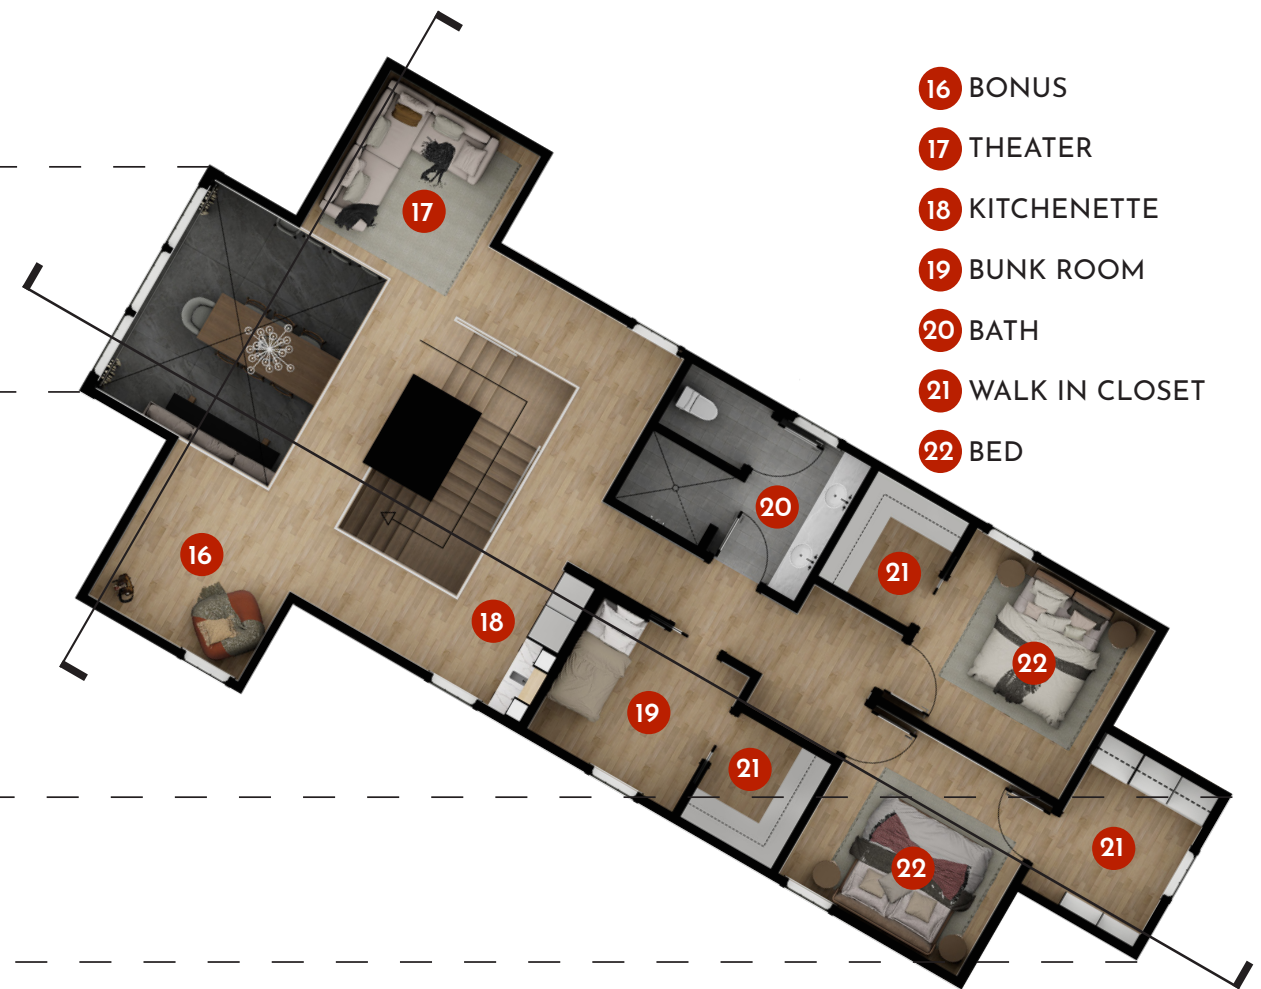 16 BONUS
17 THEATER
18 KITCHENETTE
19 BUNK ROOM
20 BATH
21 WALK IN CLOSET
22 BED
17
16
18
20
21
22
19
21
22
21